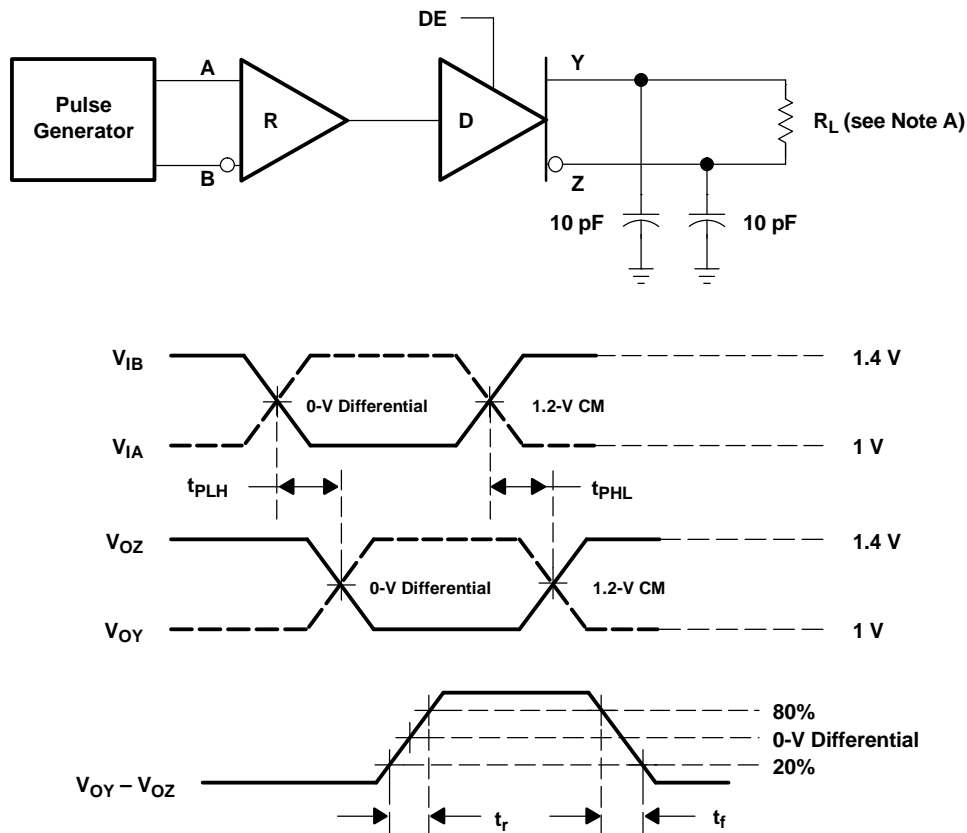 DE
A
Y
Pulse
Generator
R
D
R_L (see Note A)
B
Z
10 pF
10 pF
V_IB
1.4 V
0-V Differential
1.2-V CM
V_IA
1 V
t_PLH
t_PHL
V_OZ
1.4 V
0-V Differential
1.2-V CM
V_OY
1 V
80%
0-V Differential
20%
V_OY – V_OZ
t_r
t_f